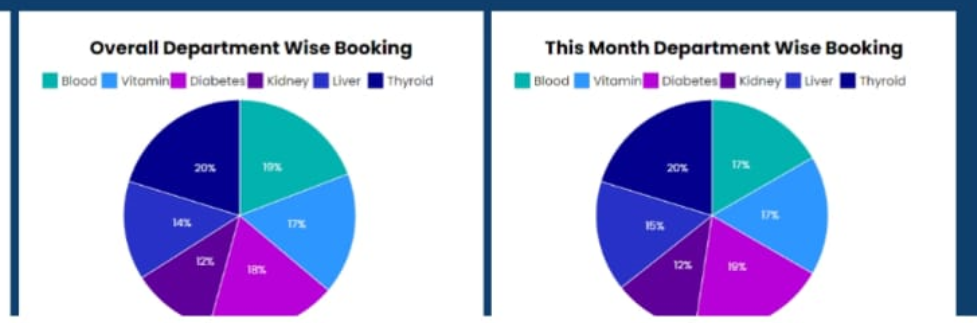 Overall Department Wise Booking
Blood Vitamin Diabetes Kidney Liver Thyroid
20% 19%
14% 17%
12% 18%
This Month Department Wise Booking
Blood Vitamin Diabetes Kidney Liver Thyroid
20% 17%
15% 17%
12% 19%